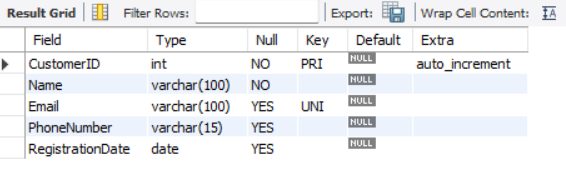 Result Grid Filter Rows: Export: Wrap Cell Content:
Field Type Null Key Default Extra
CustomerID int NO PRI NULL auto_increment
Name varchar(100) NO NULL
Email varchar(100) YES UNI NULL
PhoneNumber varchar(15) YES NULL
RegistrationDate date YES NULL